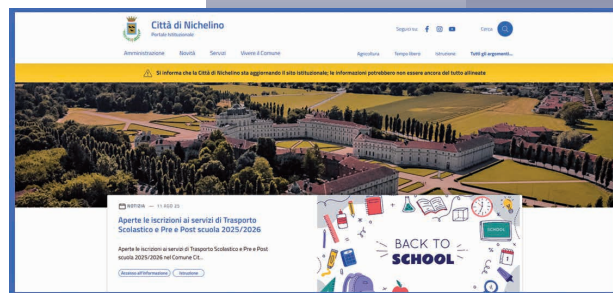 Città di Nichelino
Portale Istituzionale
Seguici su
Cerca
Amministrazione Novità Servizi Vivere il Comune
Agricoltura Tempo libero Istruzione Tutti gli argomenti...
Si informa che la Città di Nichelino sta aggiornando il sito istituzionale; le informazioni potrebbero non essere ancora del tutto allineate
NOTIZIA — 11 AGO 25
Aperte le iscrizioni ai servizi di Trasporto
Scolastico e Pre e Post scuola 2025/2026
Aperte le iscrizioni ai servizi di Trasporto Scolastico e Pre e Post
scuola 2025/2026 nel Comune Cit...
Accesso all'informazione Istruzione
SCHOOL
BACK TO
SCHOOL